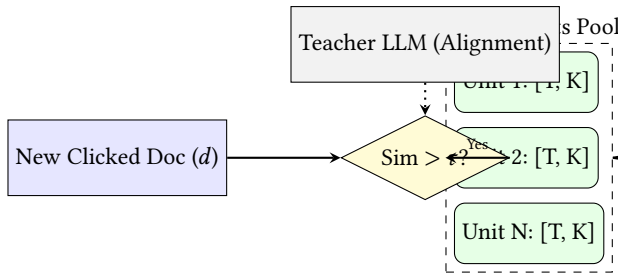 Teacher LLM (Alignment)
s Pool
Unit 1: [T, K]
New Clicked Doc (d)
Sim >
?
Yes
2: [T, K]
Unit N: [T, K]